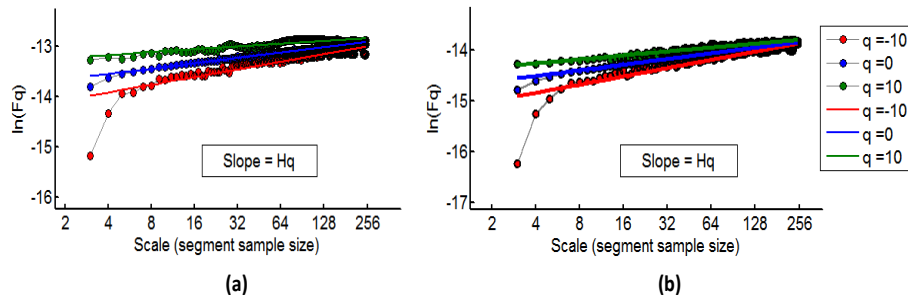 ln(Fq)
-13
-14
-15
-16
Slope = Hq
2 4 8 16 32 64 128 256
Scale (segment sample size)
(a)
ln(Fq)
-14
-15
-16
-17
Slope = Hq
2 4 8 16 32 64 128 256
Scale (segment sample size)
(b)
q =-10
q =0
q =10
q =-10
q =0
q =10